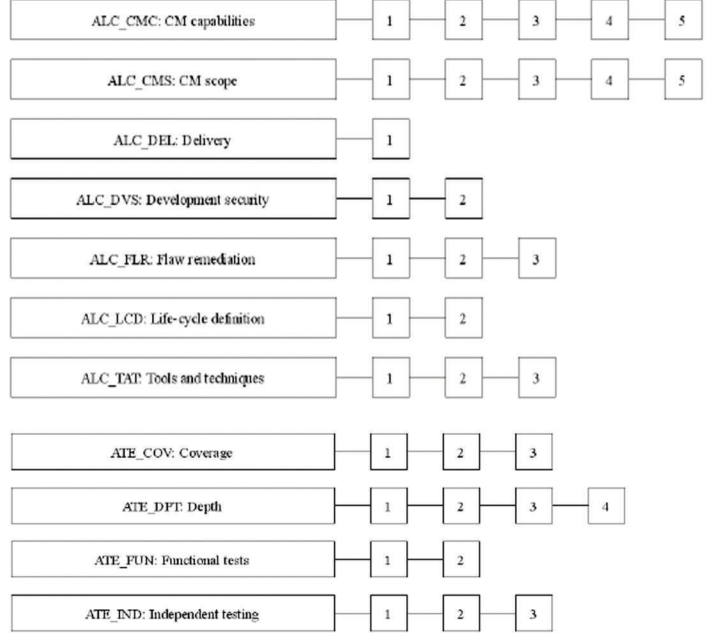 ALC_CMC: CM capabilities 1 2 3 4 5
ALC_CMS: CM scope 1 2 3 4 5
ALC_DEL: Delivery 1
ALC_DVS: Development security 1 2
ALC_FLR: Flaw remediation 1 2 3
ALC_LCD: Life-cycle definition 1 2
ALC_TAT: Tools and techniques 1 2 3
ATE_COV: Coverage 1 2 3
ATE_DPT: Depth 1 2 3 4
ATE_FUN: Functional tests 1 2
ATE_IND: Independent testing 1 2 3